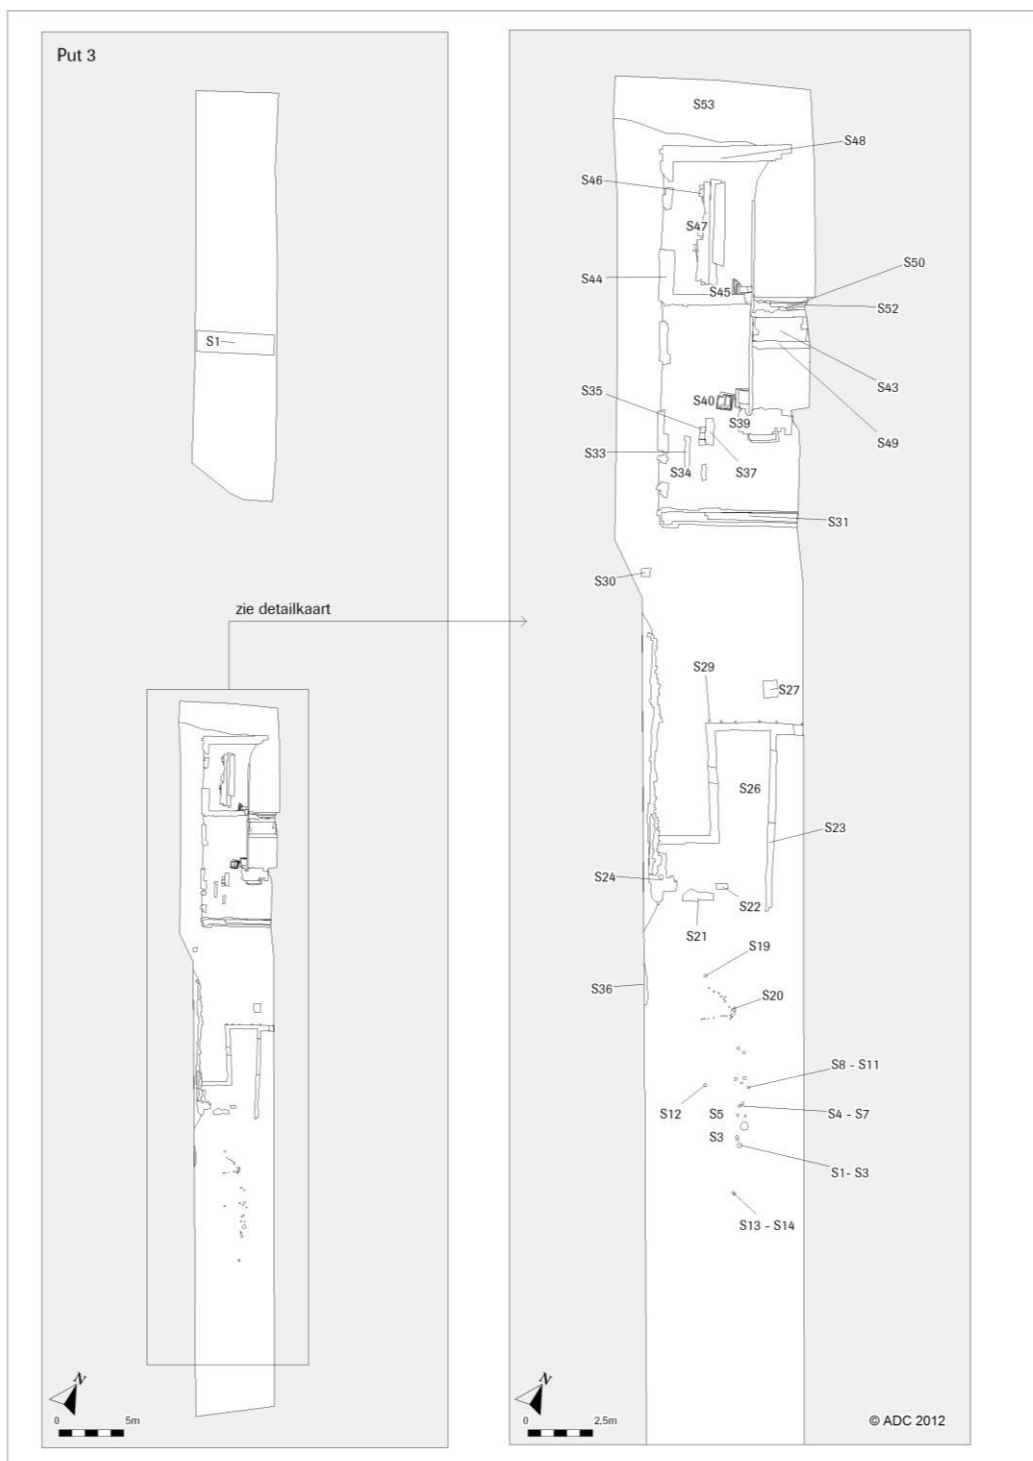 Put 3
S1
zie detailkaart
N
0 5m
S53
S48
S46
S47
S44
S45
S50
S52
S43
S35
S40
S39
S49
S33
S34
S37
S31
S30
S29
S27
S26
S23
S24
S22
S21
S19
S36
S20
S8 - S11
S12
S5
S4 - S7
S3
S1- S3
S13 - S14
N
0 2,5m
© ADC 2012